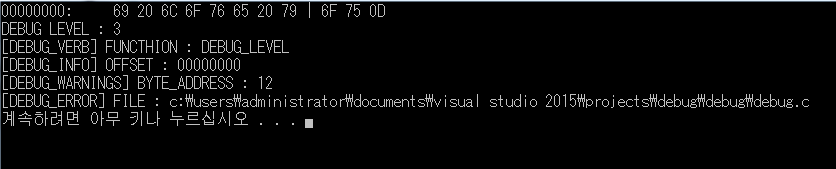 00000000:    69 20 6C 6F 76 65 20 79 | 6F 75 0D
DEBUG LEVEL : 3
[DEBUG_VERB] FUNCTHION : DEBUG_LEVEL
[DEBUG_INFO] OFFSET : 00000000
[DEBUG_WARNINGS] BYTE_ADDRESS : 12
[DEBUG_ERROR] FILE : c:₩users₩administrator₩documents₩visual studio 2015₩projects₩debug₩debug₩debug.c
계속하려면 아무 키나 누르십시오 . . .